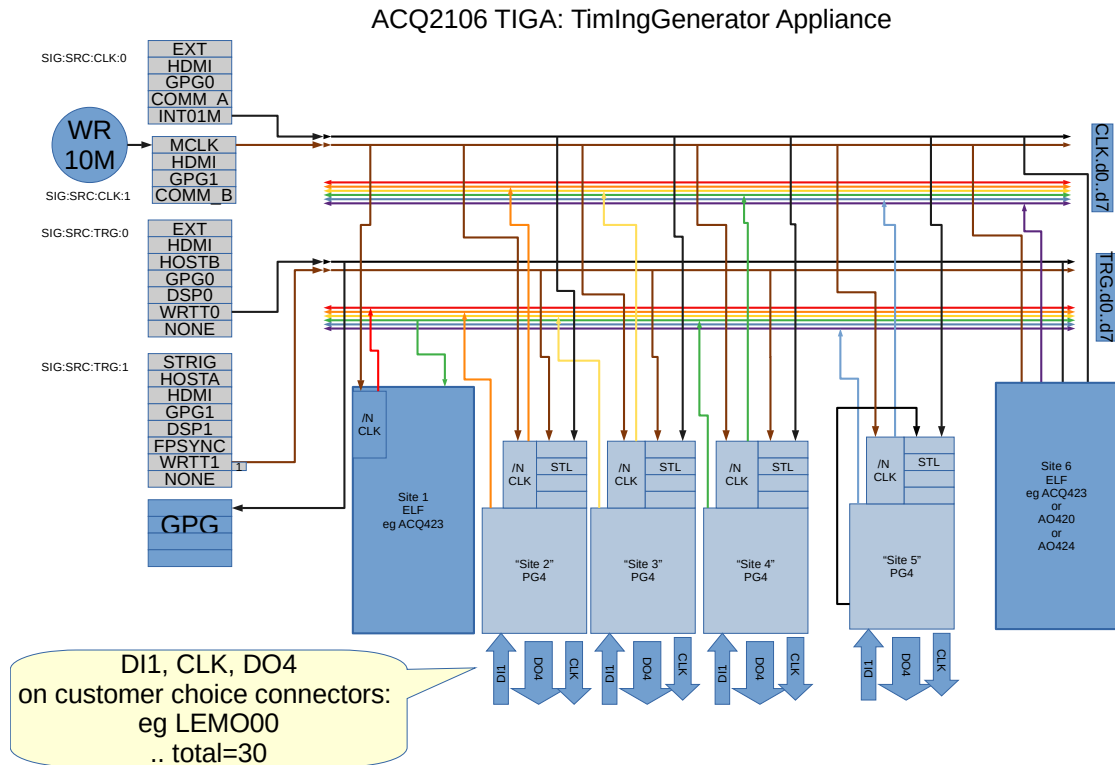 ACQ2106 TIGA: TimIngGenerator Appliance
SIG:SRC:CLK:0
EXT
HDMI
GPG0
COMM_A
INT01M
WR
10M
MCLK
HDMI
GPG1
COMM_B
SIG:SRC:CLK:1
CLK.d0..d7
SIG:SRC:TRG:0
EXT
HDMI
HOSTB
GPG0
DSP0
WRTT0
NONE
TRG.d0..d7
SIG:SRC:TRG:1
STRIG
HOSTA
HDMI
GPG1
DSP1
FPSYNC
WRTT1
1
NONE
GPG
/N
CLK
Site 1
ELF
eg ACQ423
/N
CLK
STL
"Site 2"
PG4
/N
CLK
STL
"Site 3"
PG4
/N
CLK
STL
"Site 4"
PG4
/N
CLK
STL
"Site 5"
PG4
Site 6
ELF
eg ACQ423
or
AO420
or
AO424
DI1
DO4
CLK
DI1
DO4
CLK
DI1
DO4
CLK
DI1
DO4
CLK
DI1, CLK, DO4
on customer choice connectors:
eg LEMO00
.. total=30